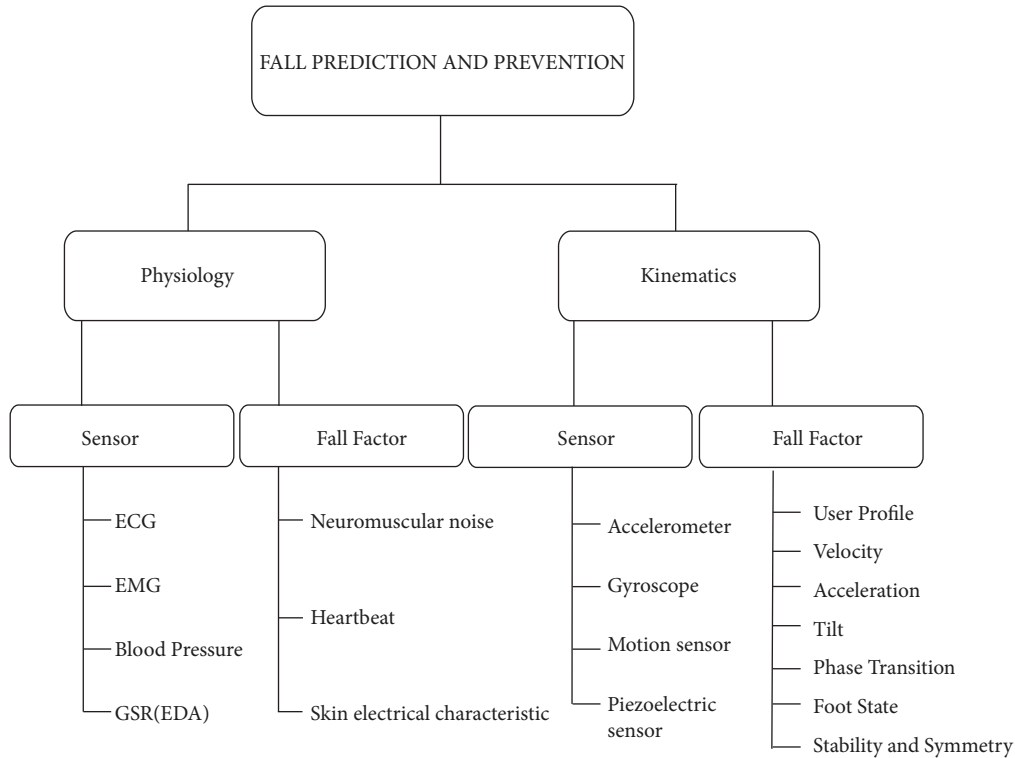 FALL PREDICTION AND PREVENTION
Physiology
Kinematics
Sensor
Fall Factor
Sensor
Fall Factor
ECG
EMG
Blood Pressure
GSR(EDA)
Neuromuscular noise
Heartbeat
Skin electrical characteristic
Accelerometer
Gyroscope
Motion sensor
Piezoelectric
sensor
User Profile
Velocity
Acceleration
Tilt
Phase Transition
Foot State
Stability and Symmetry